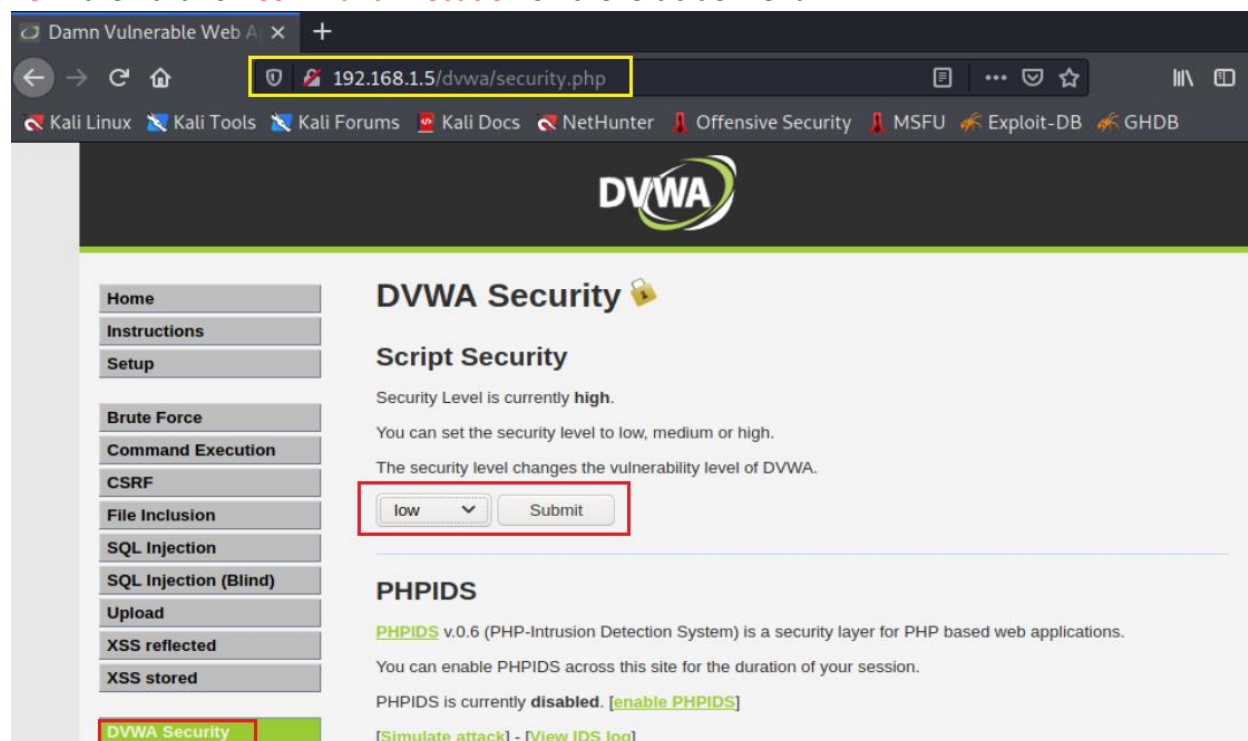 Damn Vulnerable Web A
192.168.1.5/dvwa/security.php
Kali Linux Kali Tools Kali Forums Kali Docs NetHunter Offensive Security MSFU Exploit-DB GHDB
DVWA
Home
Instructions
Setup
Brute Force
Command Execution
CSRF
File Inclusion
SQL Injection
SQL Injection (Blind)
Upload
XSS reflected
XSS stored
DVWA Security
DVWA Security
Script Security
Security Level is currently high.
You can set the security level to low, medium or high.
The security level changes the vulnerability level of DVWA.
low Submit
PHPIDS
PHPIDS v.0.6 (PHP-Intrusion Detection System) is a security layer for PHP based web applications.
You can enable PHPIDS across this site for the duration of your session.
PHPIDS is currently disabled. [enable PHPIDS]
[Simulate attack] - [View IDS log]